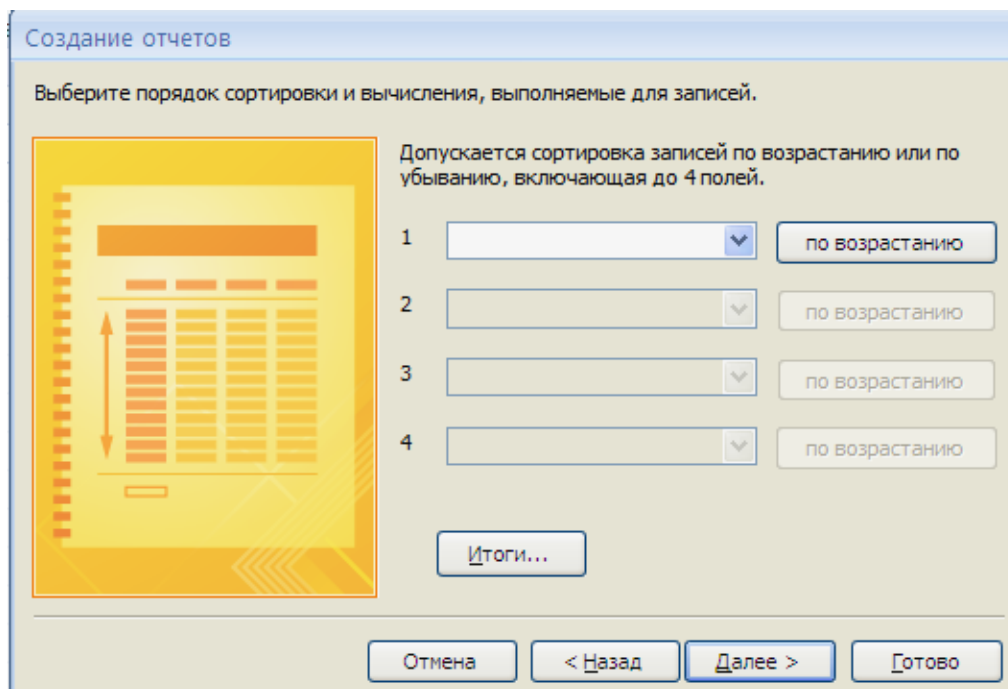 Создание отчетов
Выберите порядок сортировки и вычисления, выполняемые для записей.
Допускается сортировка записей по возрастанию или по
убыванию, включающая до 4 полей.
1 по возрастанию
2 по возрастанию
3 по возрастанию
4 по возрастанию
Итоги...
Отмена < Назад Далее > Готово